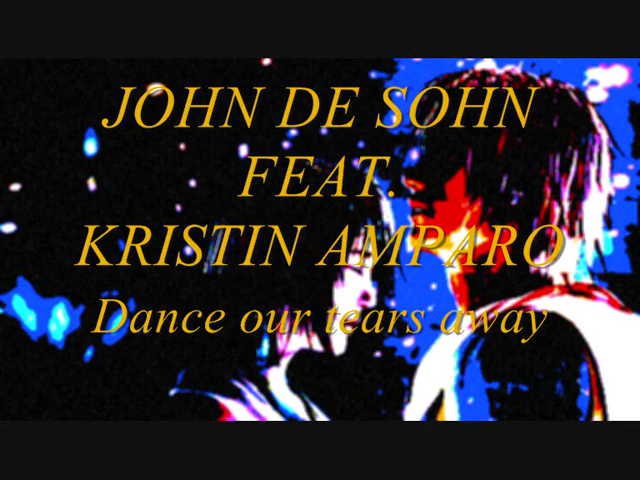 JOHN DE SOHN
FEAT.
KRISTIN AMPARO
Dance our tears away